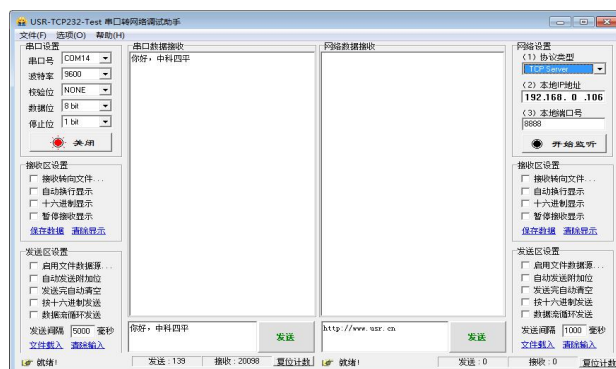 USR-TCP232-Test 串口转网络调试助手
文件(F) 选项(O) 帮助(H)
串口设置
串口号 COM14
波特率 9600
校验位 NONE
数据位 8 bit
停止位 1 bit
关闭
接收区设置
接收转向文件...
自动换行显示
十六进制显示
暂停接收显示
保存数据 清除显示
发送区设置
启用文件数据源...
自动发送附加位
发送完自动清空
按十六进制发送
数据流循环发送
发送间隔 5000 毫秒
文件载入 清除输入
就绪!
串口数据接收
你好，中科四平
你好，中科四平
发送
发送 : 139 接收 : 20098 复位计数
网络数据接收
http://www.usr.cn
发送
就绪!
发送 : 0 接收 : 0 复位计数
网络设置
(1) 协议类型
TCP Server
(2) 本地IP地址
192.168. 0 .106
(3) 本地端口号
8888
开始监听
接收区设置
接收转向文件...
自动换行显示
十六进制显示
暂停接收显示
保存数据 清除显示
发送区设置
启用文件数据源...
自动发送附加位
发送完自动清空
按十六进制发送
数据流循环发送
发送间隔 1000 毫秒
文件载入 清除输入